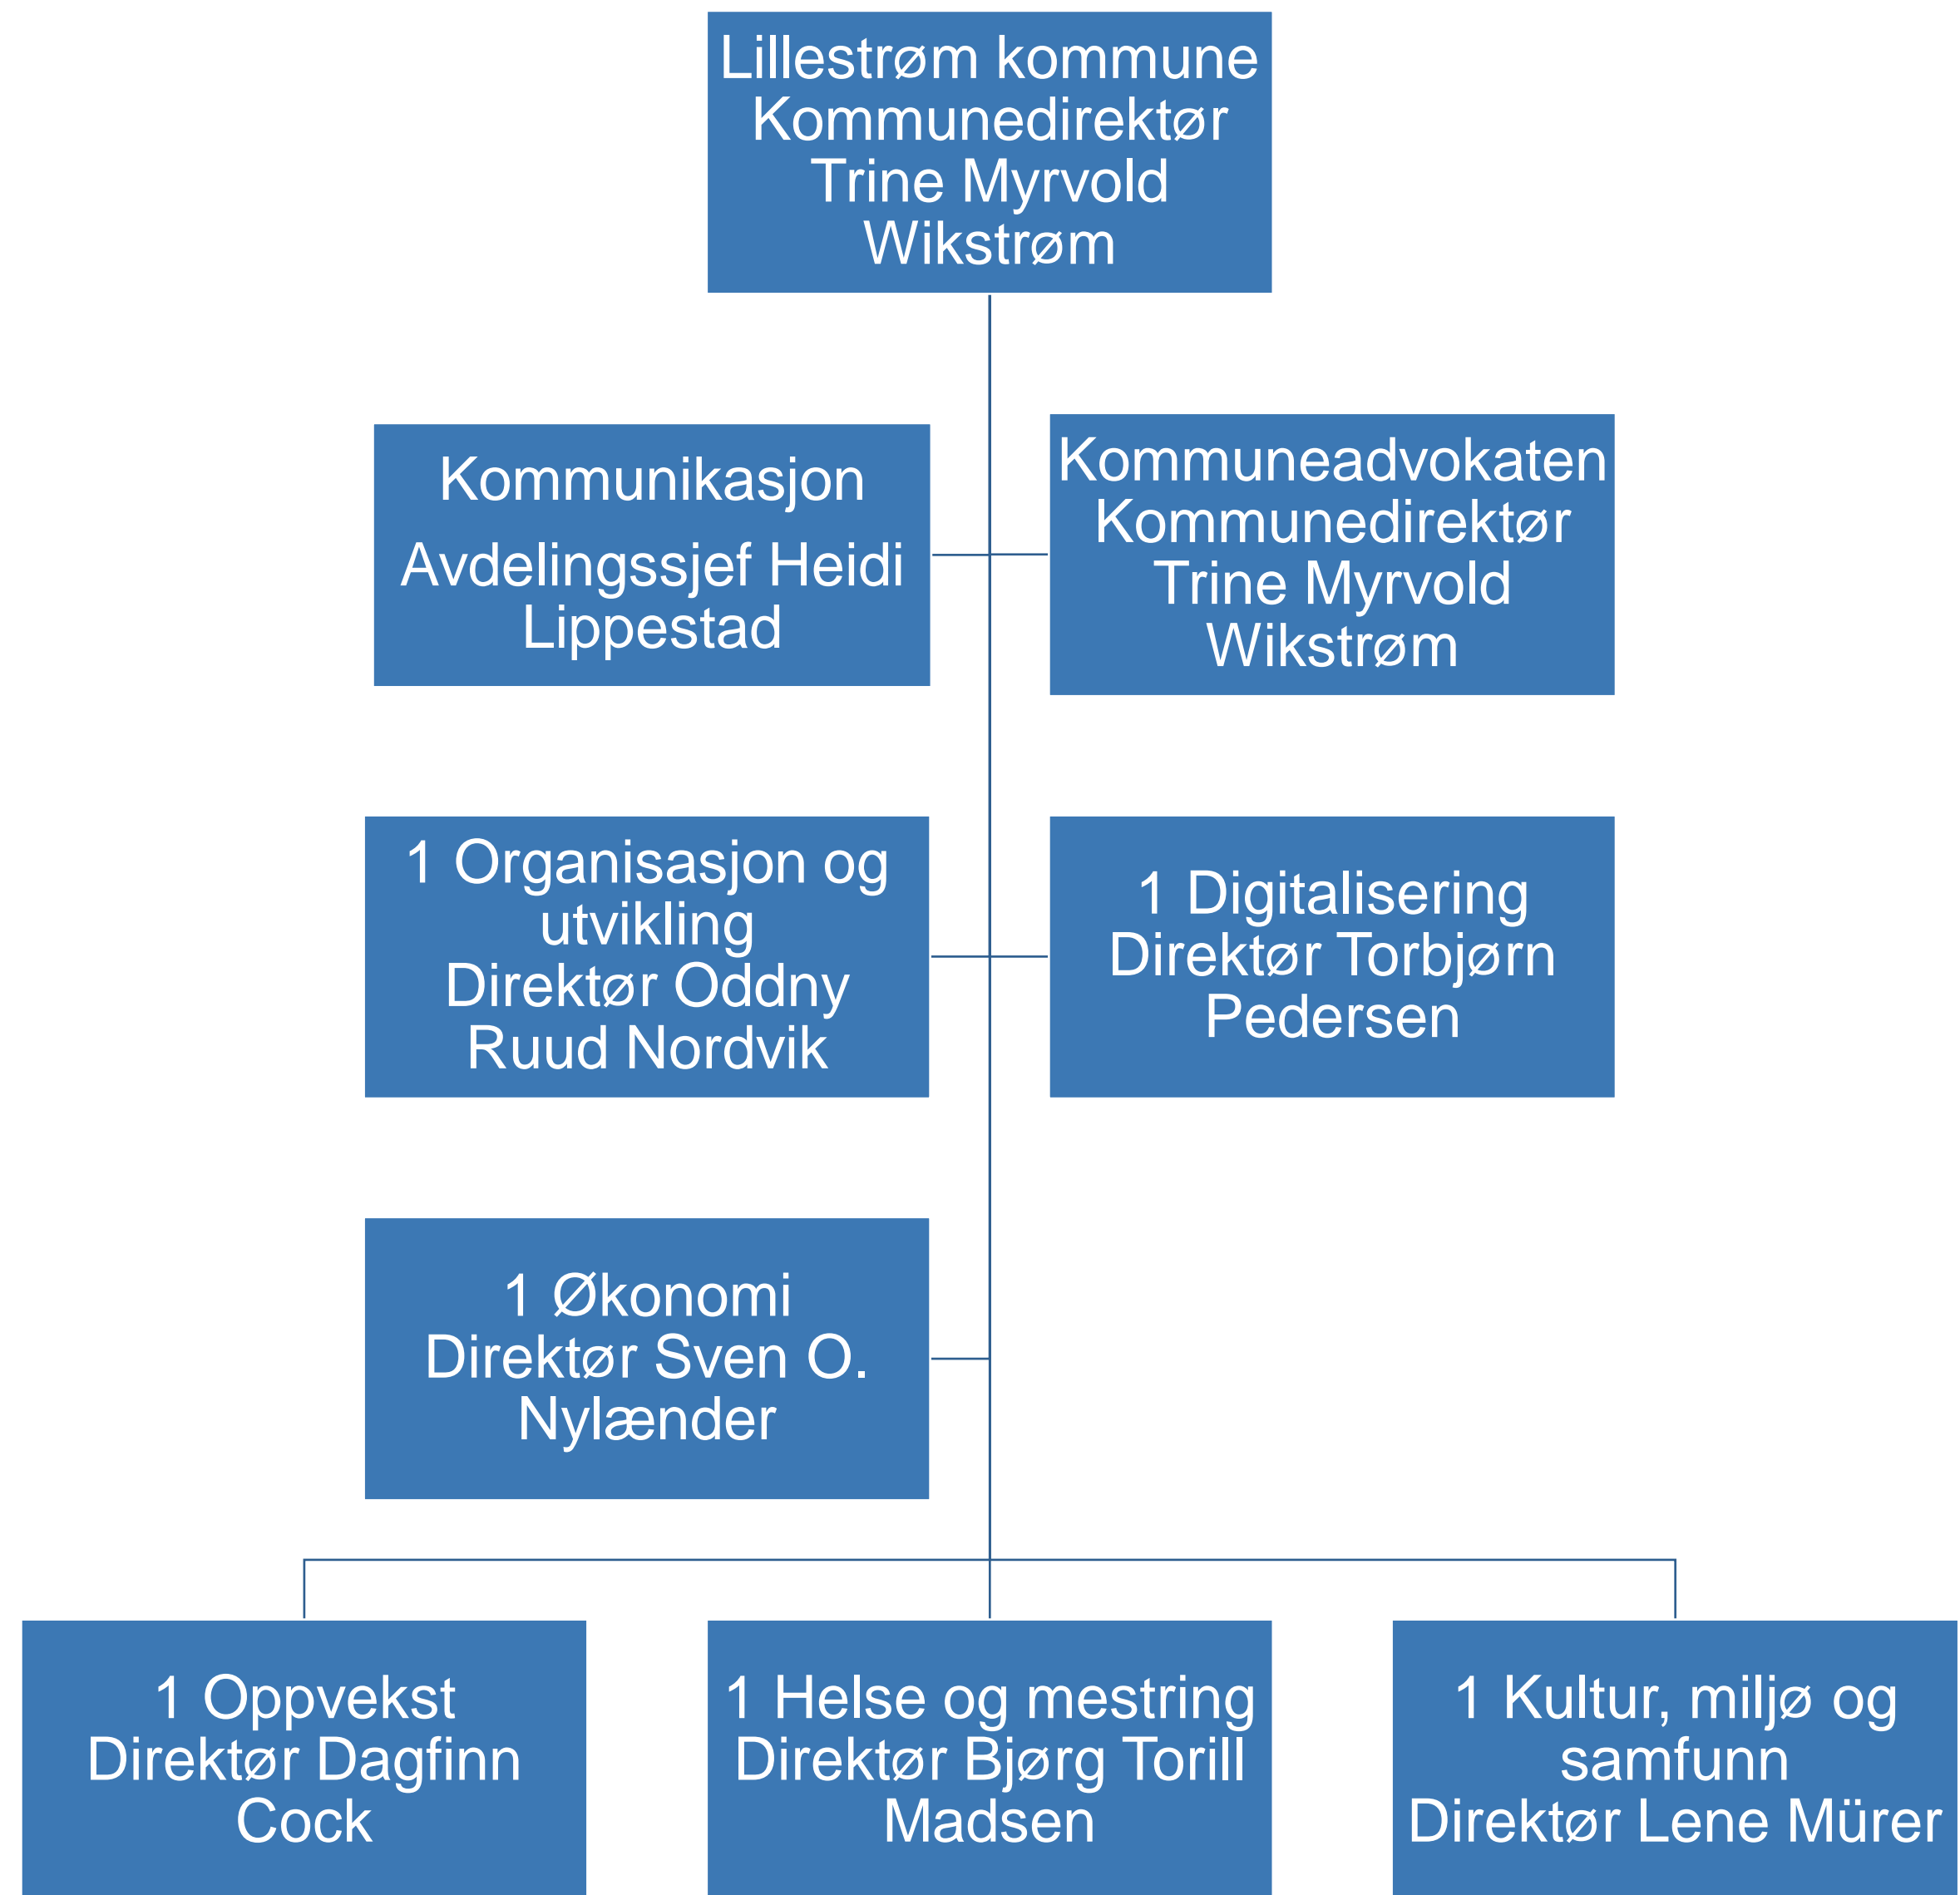 Lillestrøm kommune
Kommunedirektør
Trine Myrvold
Wikstrøm
Kommunikasjon
Avdelingssjef Heidi
Lippestad
Kommuneadvokaten
Kommunedirektør
Trine Myrvold
Wikstrøm
1 Organisasjon og
utvikling
Direktør Oddny
Ruud Nordvik
1 Digitalisering
Direktør Torbjørn
Pedersen
1 Økonomi
Direktør Sven O.
Nylænder
1 Oppvekst
Direktør Dagfinn
Cock
1 Helse og mestring
Direktør Bjørg Torill
Madsen
1 Kultur, miljø og
samfunn
Direktør Lene Mürer